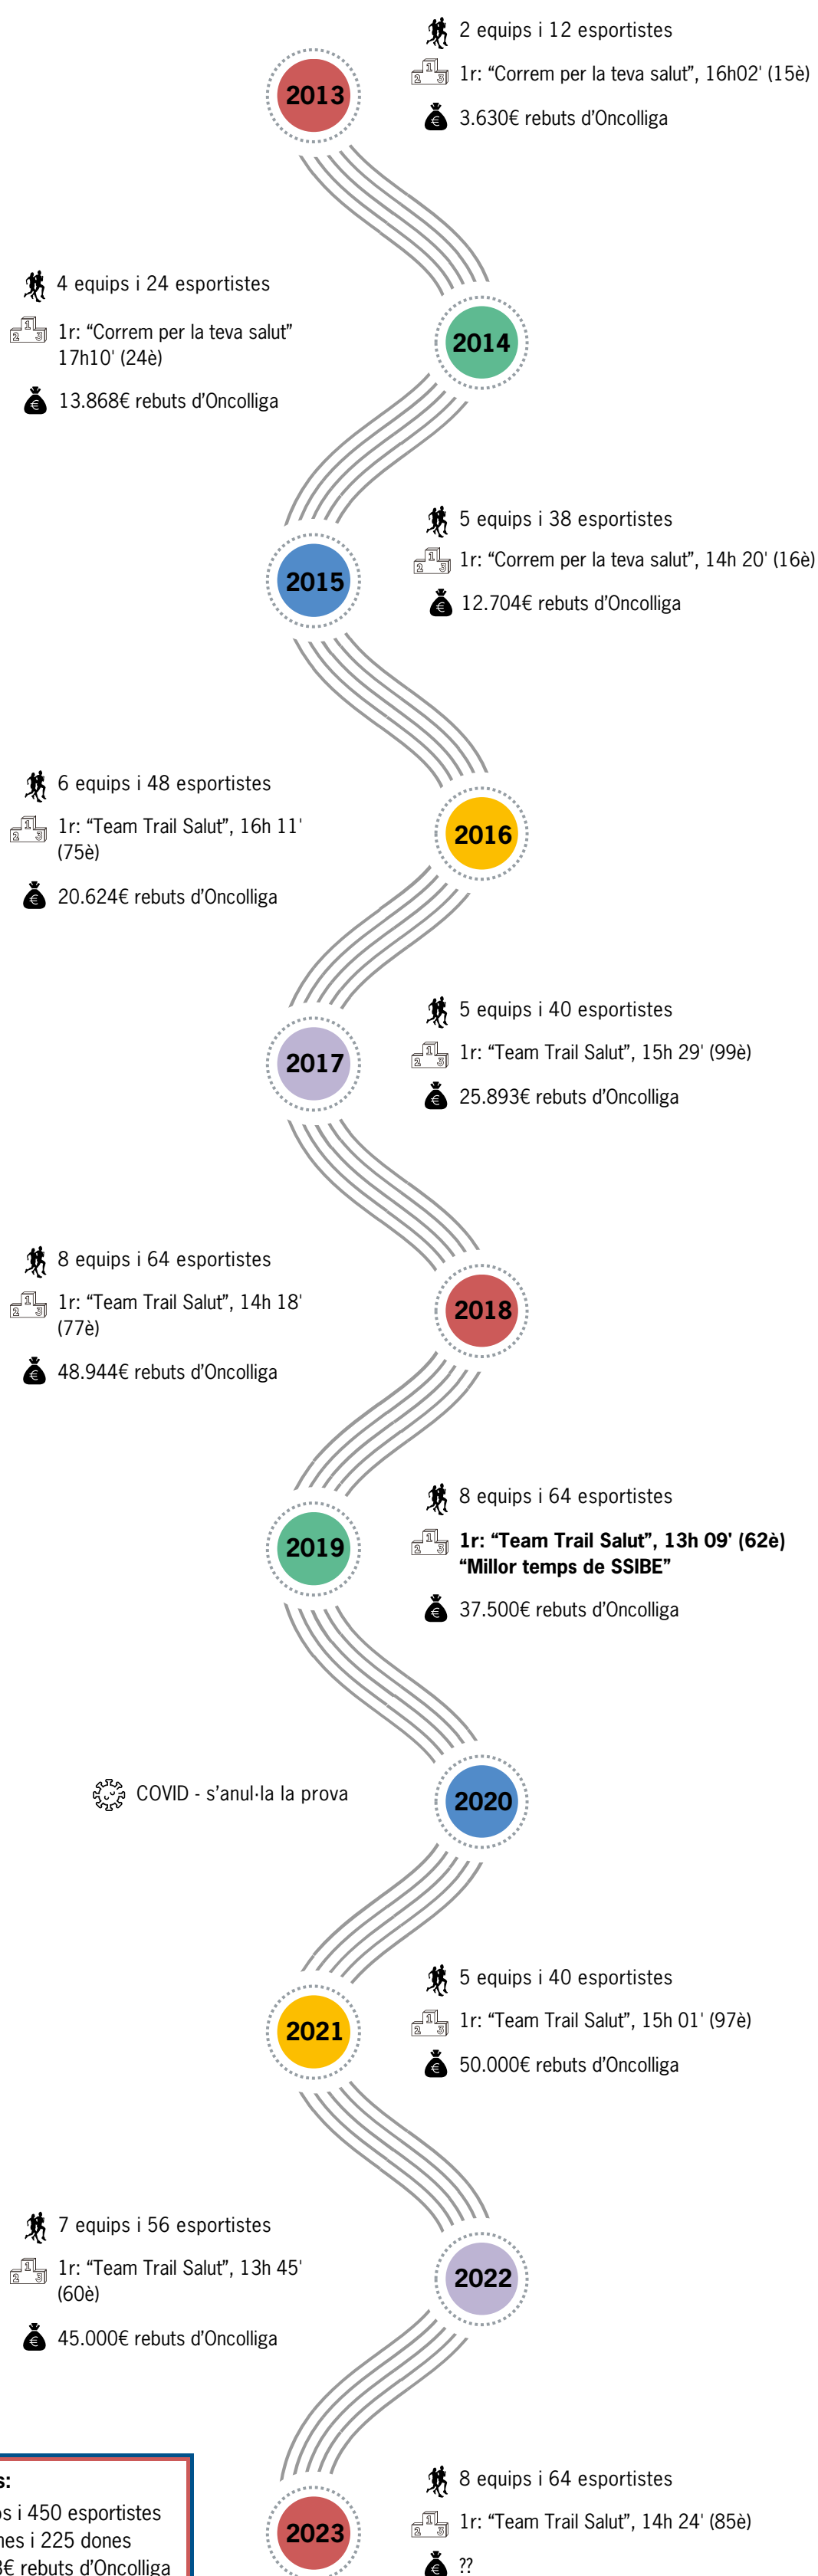 2013
2 equips i 12 esportistes
1r: “Correm per la teva salut”, 16h02' (15è)
3.630€ rebuts d’Oncolliga
2014
4 equips i 24 esportistes
1r: “Correm per la teva salut”
17h10' (24è)
13.868€ rebuts d’Oncolliga
2015
5 equips i 38 esportistes
1r: “Correm per la teva salut”, 14h 20' (16è)
12.704€ rebuts d’Oncolliga
2016
6 equips i 48 esportistes
1r: “Team Trail Salut”, 16h 11'
(75è)
20.624€ rebuts d’Oncolliga
2017
5 equips i 40 esportistes
1r: “Team Trail Salut”, 15h 29' (99è)
25.893€ rebuts d’Oncolliga
2018
8 equips i 64 esportistes
1r: “Team Trail Salut”, 14h 18'
(77è)
48.944€ rebuts d’Oncolliga
2019
8 equips i 64 esportistes
1r: “Team Trail Salut”, 13h 09' (62è)
“Millor temps de SSIBE”
37.500€ rebuts d’Oncolliga
2020
COVID - s’anul·la la prova
2021
5 equips i 40 esportistes
1r: “Team Trail Salut”, 15h 01' (97è)
50.000€ rebuts d’Oncolliga
2022
7 equips i 56 esportistes
1r: “Team Trail Salut”, 13h 45'
(60è)
45.000€ rebuts d’Oncolliga
2023
8 equips i 64 esportistes
1r: “Team Trail Salut”, 14h 24' (85è)
??
i 450 esportistes
i 225 dones
rebuts d’Oncolliga